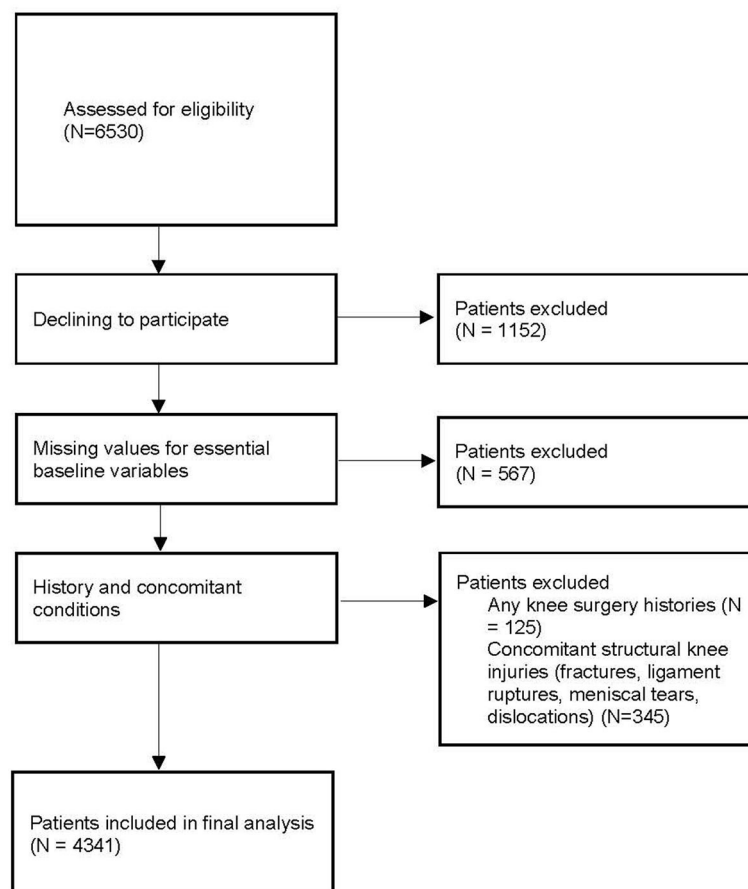 Assessed for eligibility
(N=6530)
Declining to participate
Patients excluded
(N = 1152)
Missing values for essential
baseline variables
Patients excluded
(N = 567)
History and concomitant
conditions
Patients excluded
Any knee surgery histories (N
= 125)
Concomitant structural knee
injuries (fractures, ligament
ruptures, meniscal tears,
dislocations) (N=345)
Patients included in final analysis
(N = 4341)